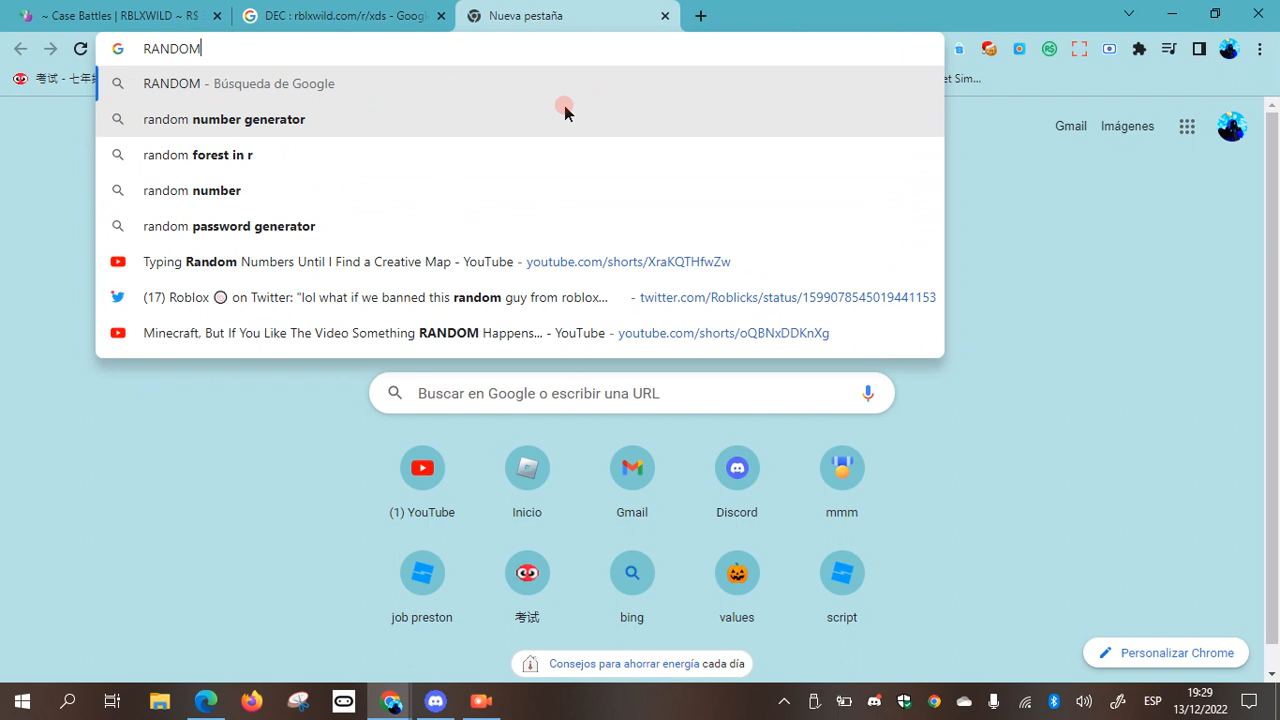 ~ Case Battles | RBLXWILD ~ R$
DEC : rblxwild.com/r/xds - Goog
Nueva pestaña
RANDOM
考试 - 七年
et Sim...
RANDOM - Búsqueda de Google
random number generator
random forest in r
random number
random password generator
Typing Random Numbers Until I Find a Creative Map - YouTube - youtube.com/shorts/XraKQTHfwZw
(17) Roblox on Twitter: "lol what if we banned this random guy from roblox... - twitter.com/Roblicks/status/1599078545019441153
Minecraft, But If You Like The Video Something RANDOM Happens... - YouTube - youtube.com/shorts/oQBNxDDKnXg
Gmail Imágenes
Buscar en Google o escribir una URL
(1) YouTube Inicio Gmail Discord mmm
job preston 考试 bing values script
Consejos para ahorrar energía cada día
Personalizar Chrome
ESP
19:29
13/12/2022